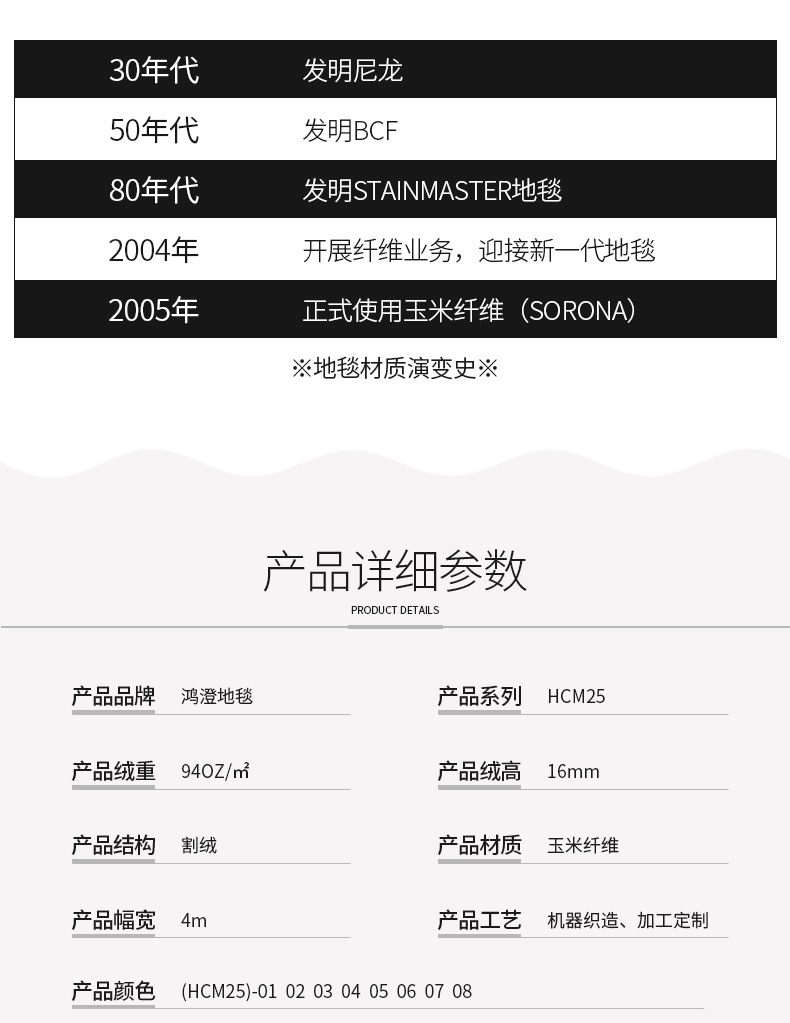 30年代 发明尼龙
50年代 发明BCF
80年代 发明STAINMASTER地毯
2004年 开展纤维业务，迎接新一代地毯
2005年 正式使用玉米纤维（SORONA）
※地毯材质演变史※
产品详细参数
PRODUCT DETAILS
产品品牌 鸿澄地毯 产品系列 HCM25
产品绒重 94OZ/㎡ 产品绒高 16mm
产品结构 割绒 产品材质 玉米纤维
产品幅宽 4m 产品工艺 机器织造、加工定制
产品颜色 (HCM25)-01 02 03 04 05 06 07 08